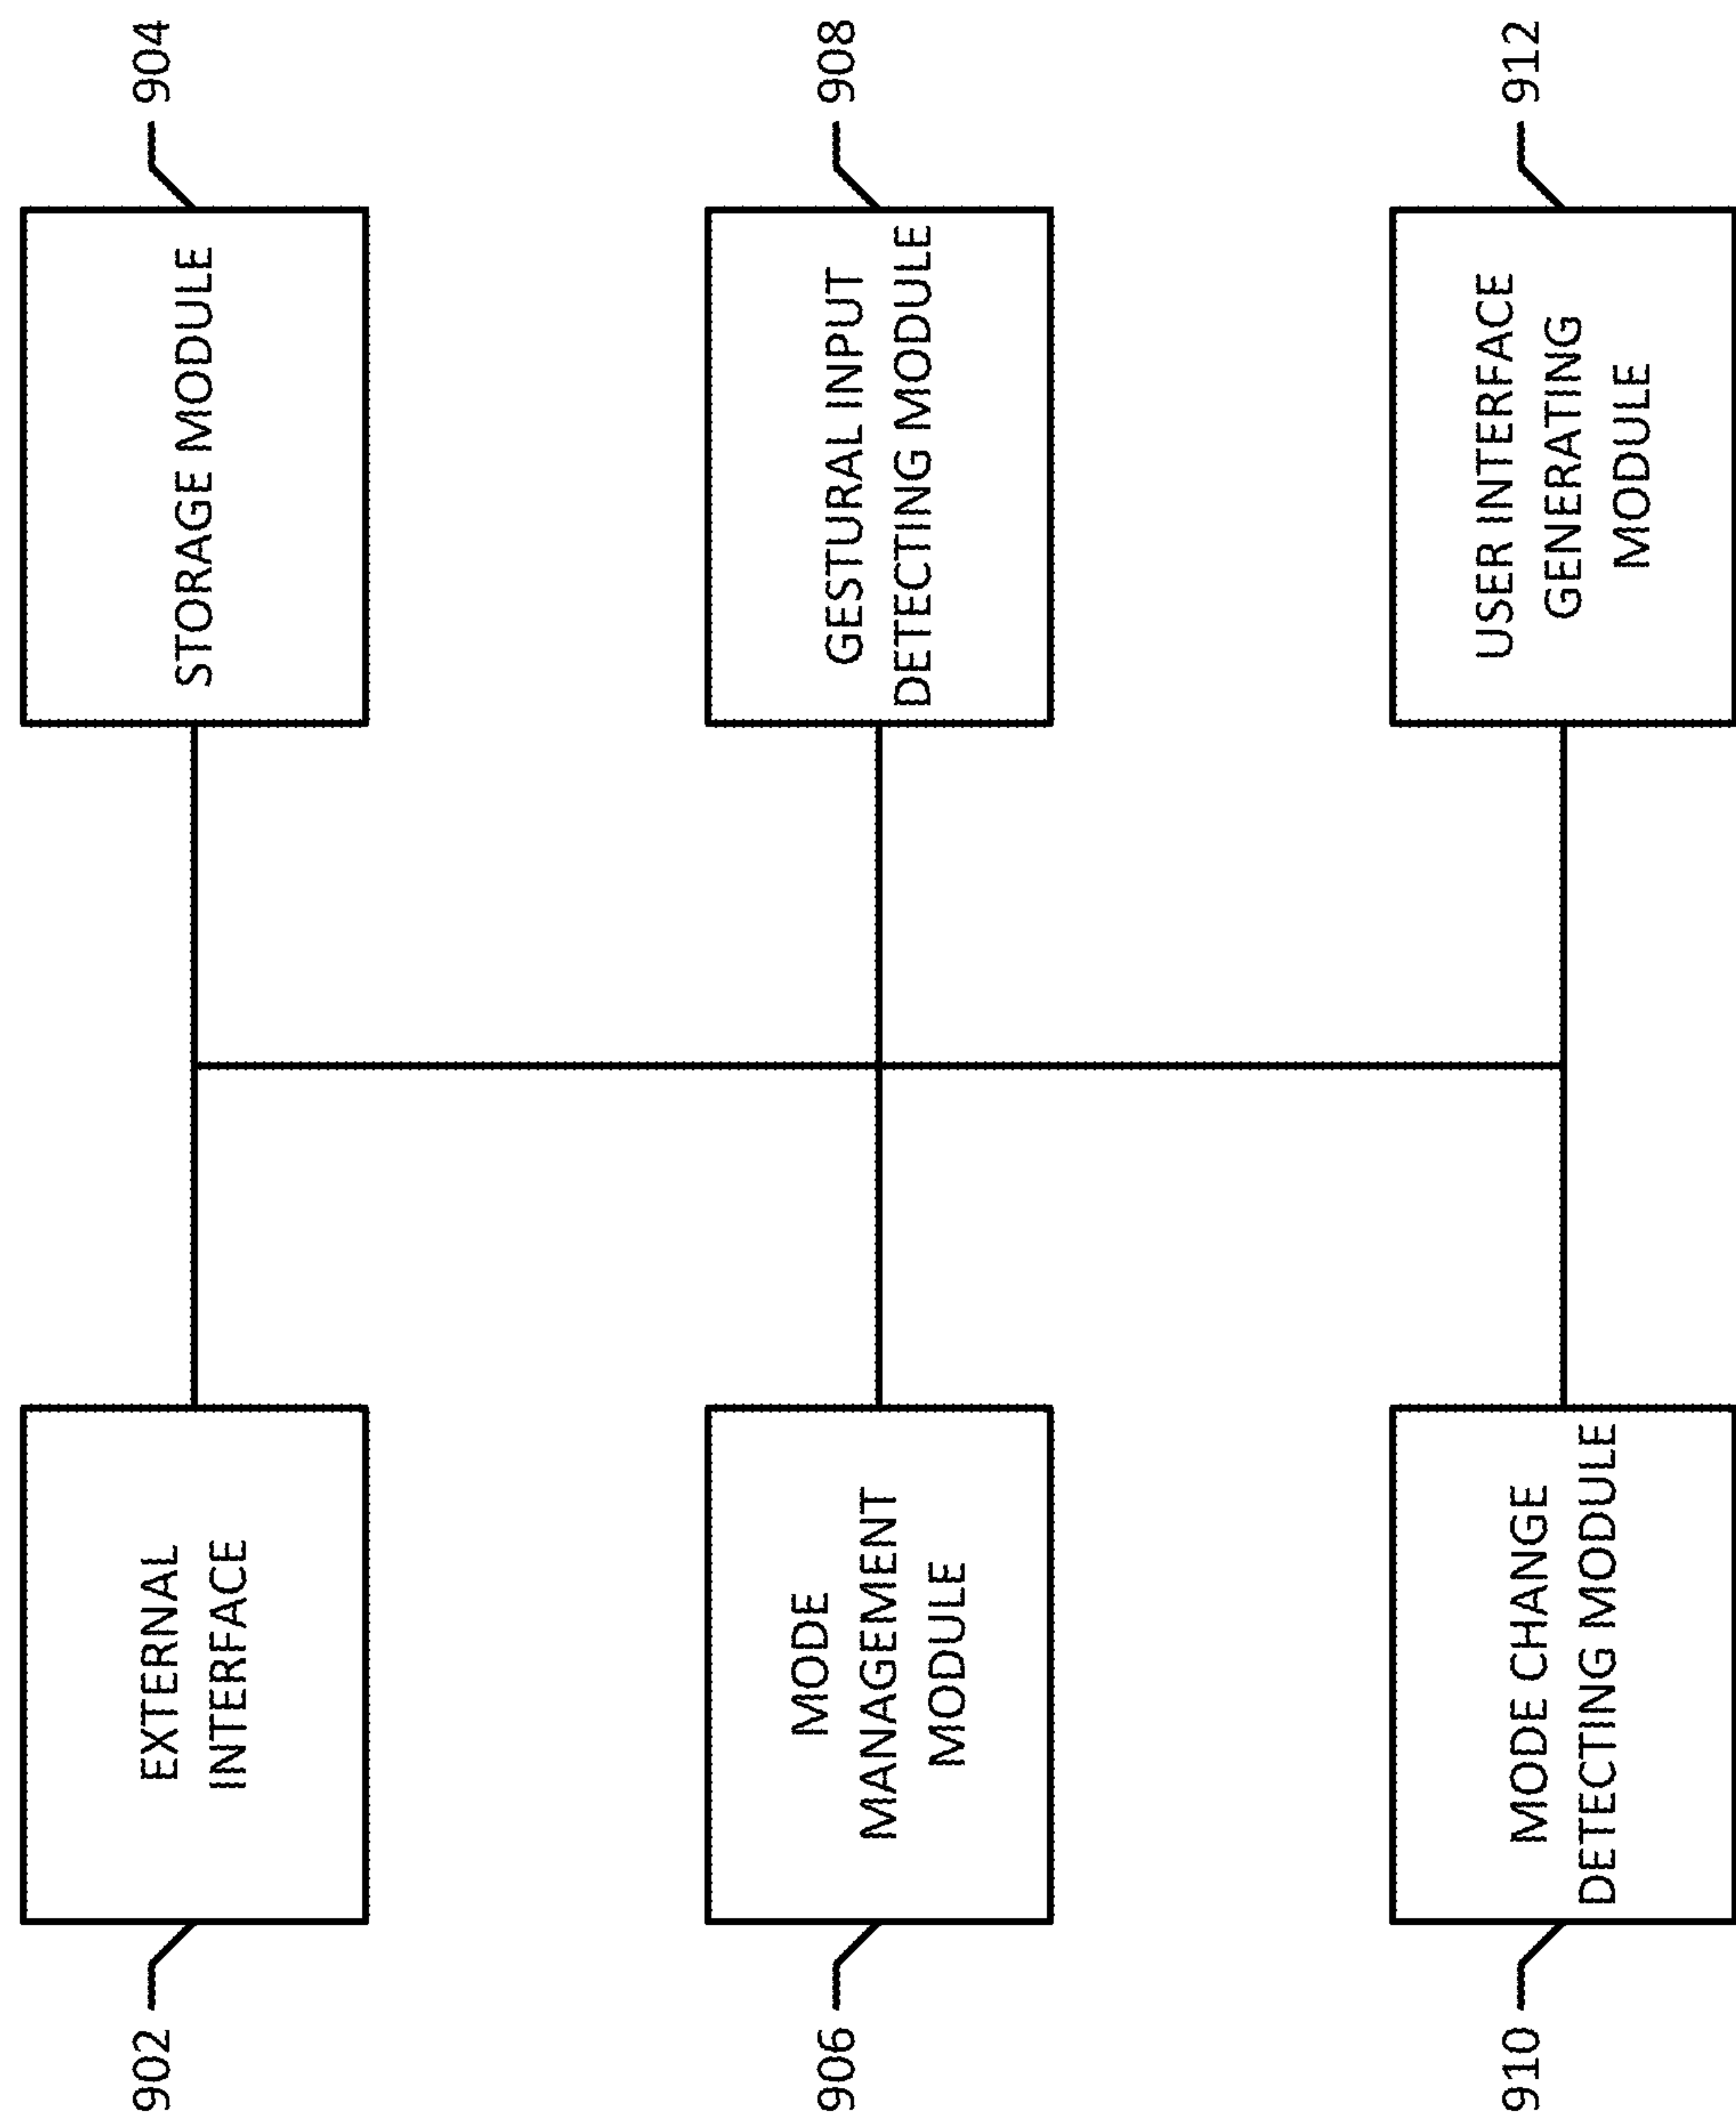 902
EXTERNAL
INTERFACE
STORAGE MODULE
904
906
MODE
MANAGEMENT
MODULE
GESTURAL INPUT
DETECTING MODULE
908
910
MODE CHANGE
DETECTING MODULE
USER INTERFACE
GENERATING
MODULE
912